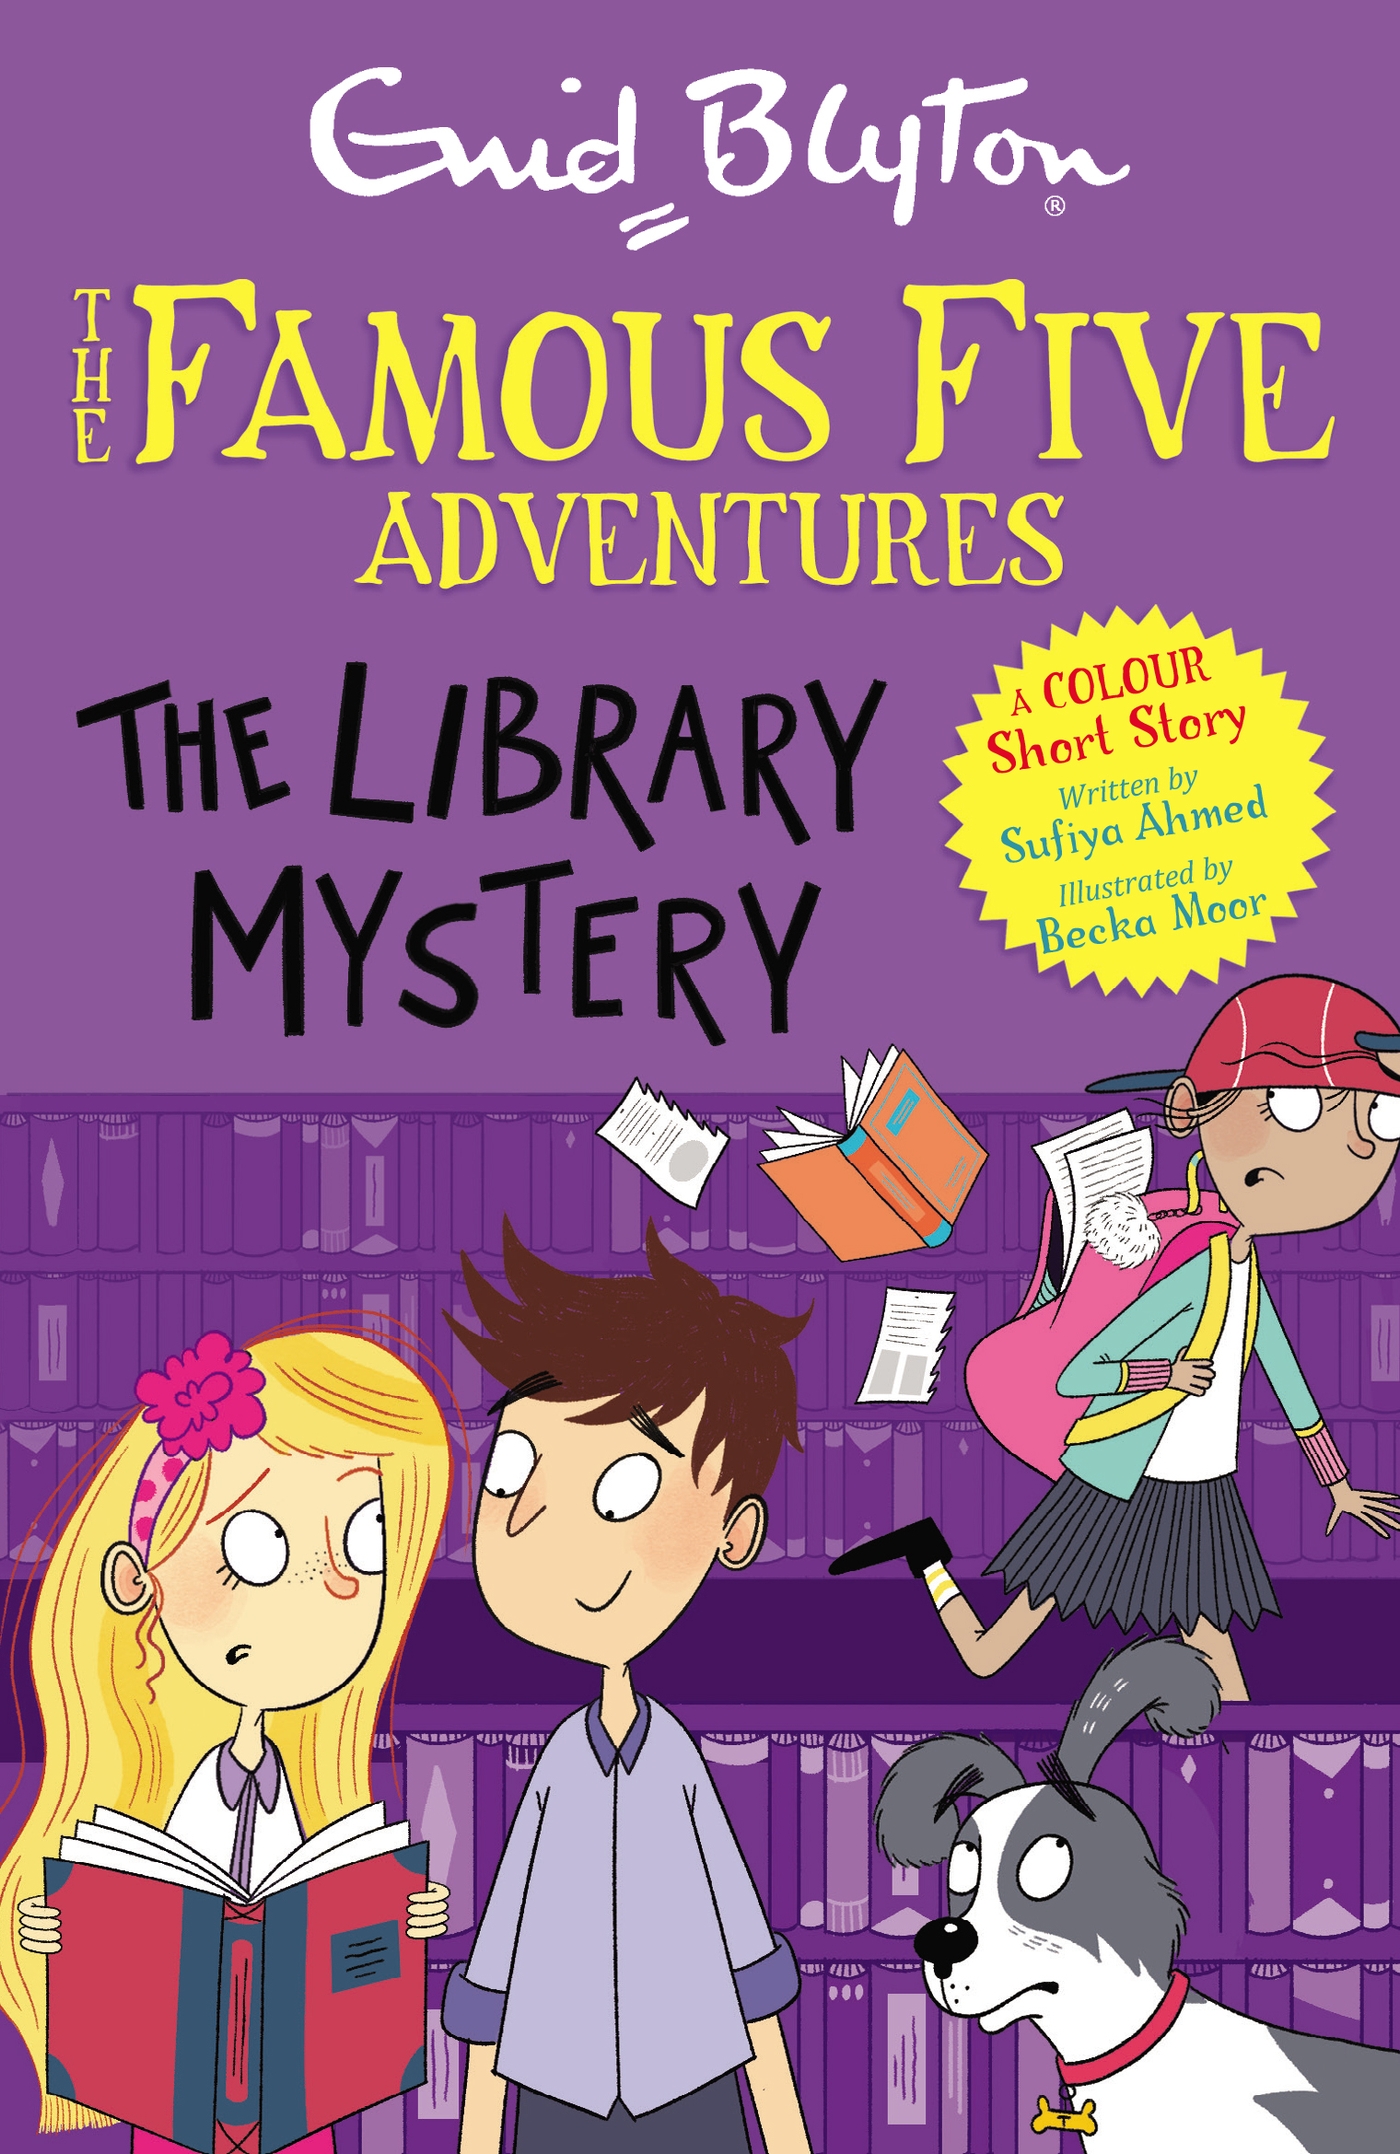 Enid Blyton
®
THE FAMOUS FIVE
ADVENTURES
THE LIBRARY
MYSTERY
A COLOUR
Short Story
Written by
Sufiya Ahmed
Illustrated by
Becka Moor
T